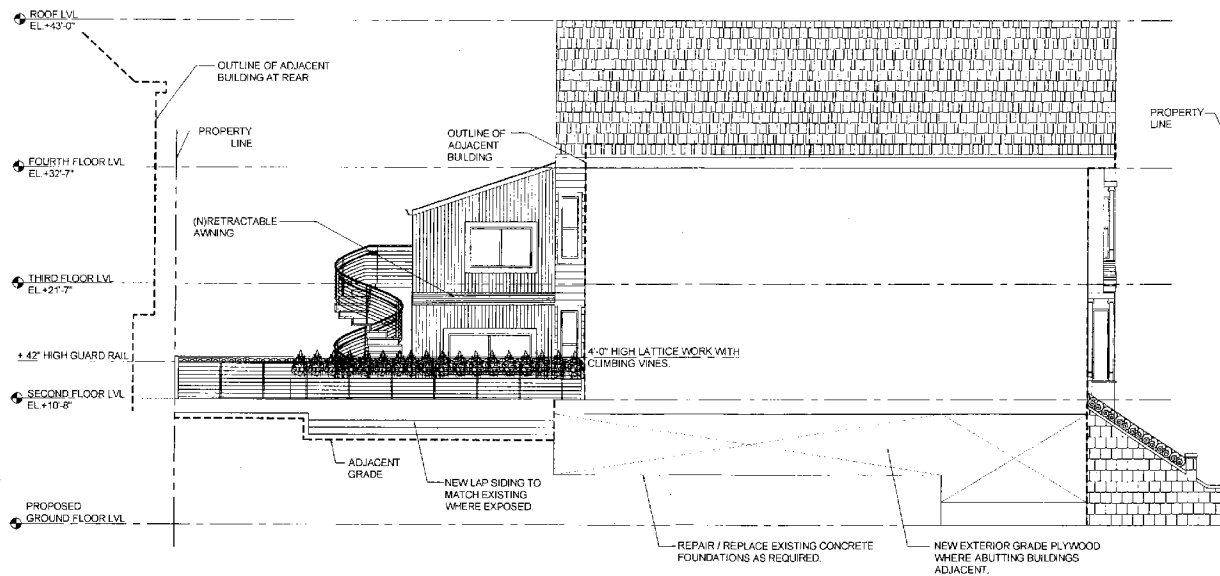 ROOF LVL
EL.+43'-0"
OUTLINE OF ADJACENT
BUILDING AT REAR
PROPERTY
LINE
OUTLINE OF
ADJACENT
BUILDING
PROPERTY
LINE
FOURTH FLOOR LVL
EL.+32'-7"
(N)RETRACTABLE
AWNING
THIRD FLOOR LVL
EL.+21'-7"
+ 42" HIGH GUARD RAIL
4'-0" HIGH LATTICE WORK WITH
CLIMBING VINES.
SECOND FLOOR LVL
EL.+10'-8"
ADJACENT
GRADE
NEW LAP SIDING TO
MATCH EXISTING
WHERE EXPOSED.
PROPOSED
GROUND FLOOR LVL
REPAIR / REPLACE EXISTING CONCRETE
FOUNDATIONS AS REQUIRED.
NEW EXTERIOR GRADE PLYWOOD
WHERE ABUTTING BUILDINGS
ADJACENT.